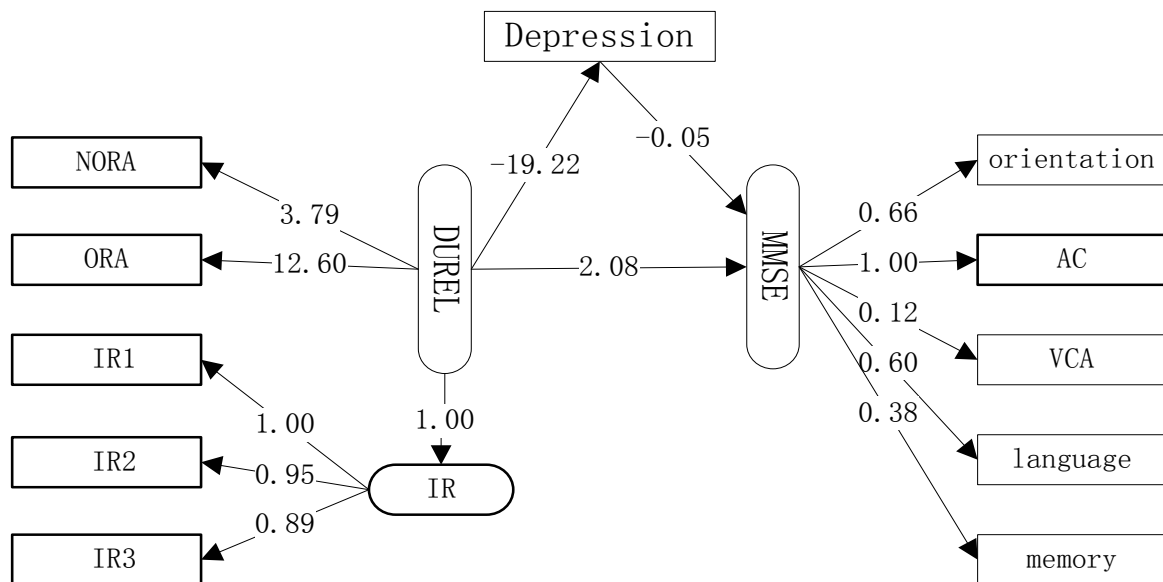 Depression
-0.05
-19.22
NORA
orientation
3.79
0.66
ORA
12.60
DUREL
2.08
MMSE
1.00
AC
0.12
IR1
VCA
0.60
1.00
1.00
0.38
IR2
0.95
IR
language
0.89
IR3
memory